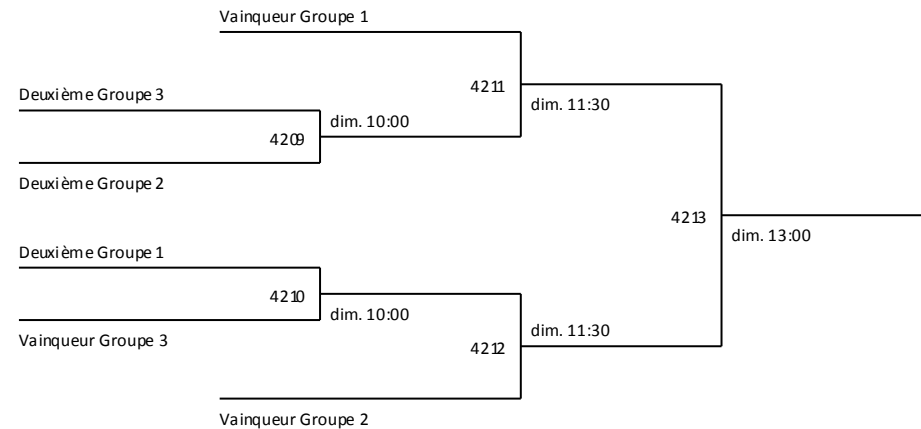 Vainqueur Groupe 1
4211
dim. 11:30
Deuxième Groupe 3
dim. 10:00
4209
Deuxième Groupe 2
4213
dim. 13:00
Deuxième Groupe 1
4210
dim. 10:00
dim. 11:30
Vainqueur Groupe 3
4212
Vainqueur Groupe 2